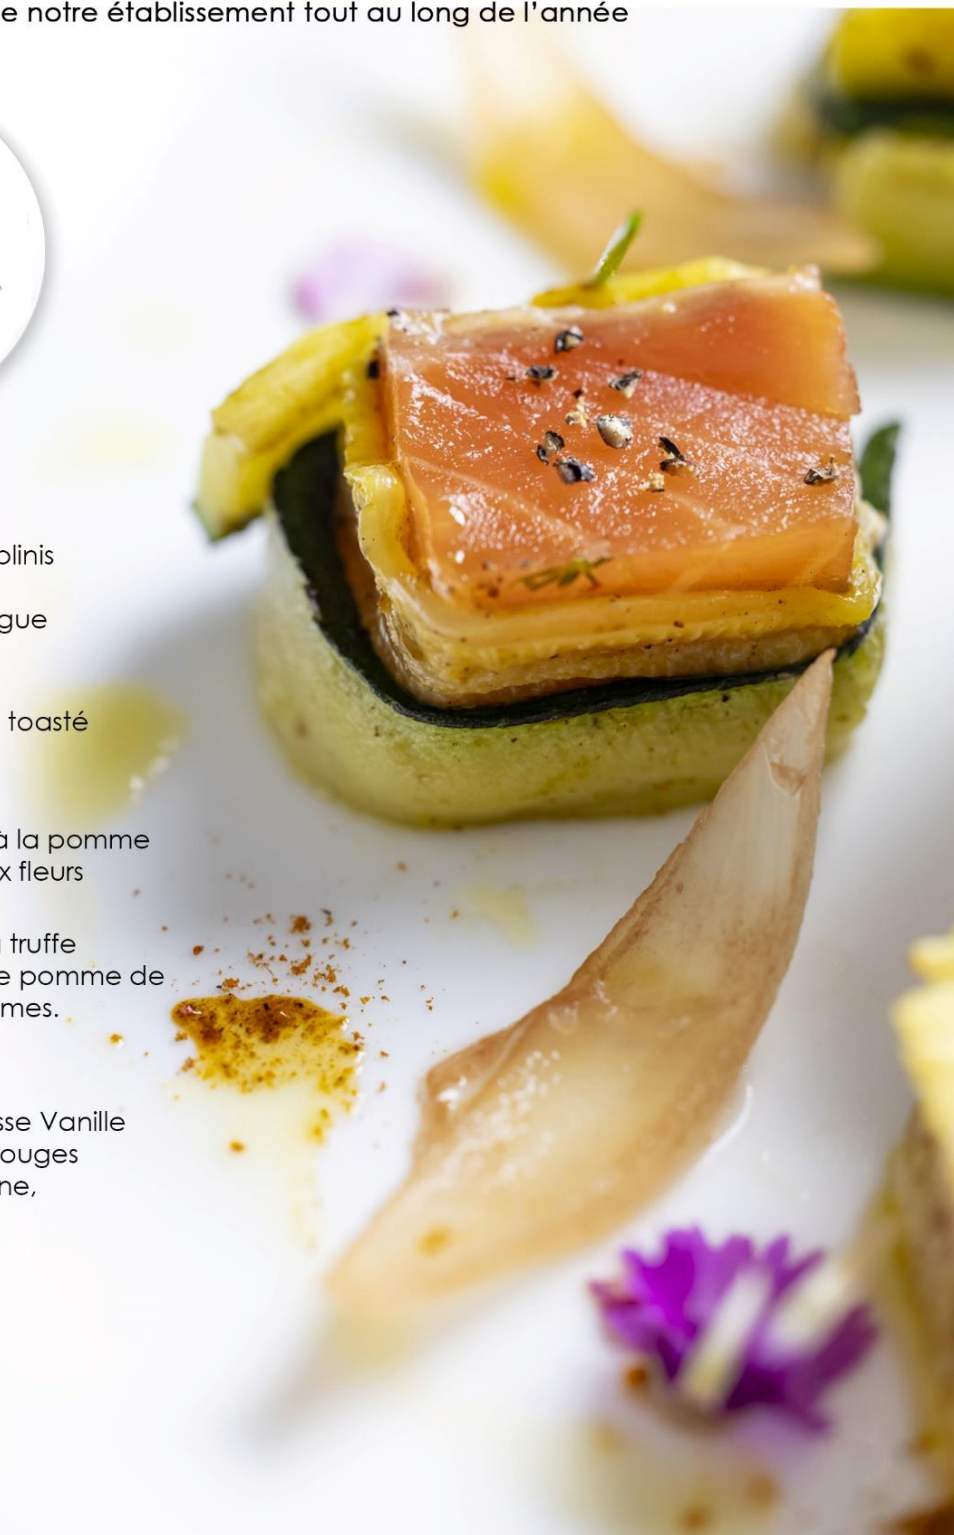 e notre établissement tout au long de l'année
blinis
gue
toasté
à la pomme
x fleurs
truffe
e pomme de
mes.
sse Vanille
ouges
ne,